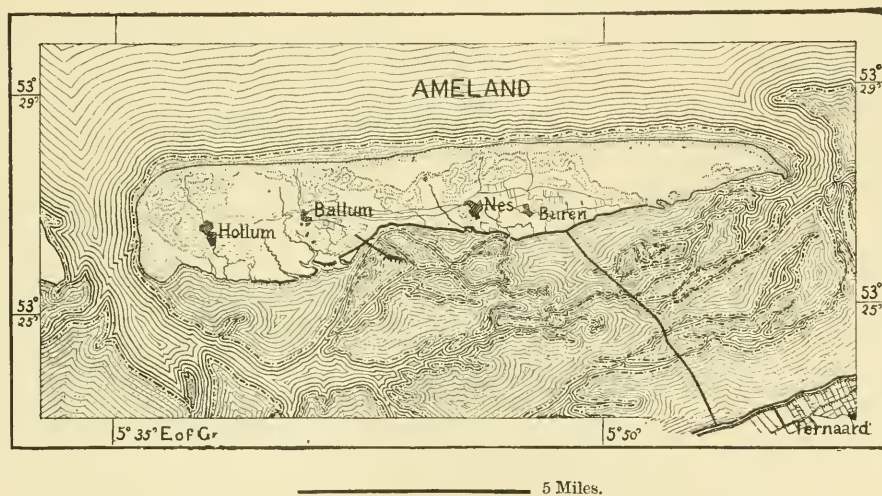 AMELAND
53°
29'
53°
29'
Hollum
Ballum
Nes
Buren
53°
25'
53°
25'
5° 35' E of Gr
5° 50'
Ternaard
5 Miles.